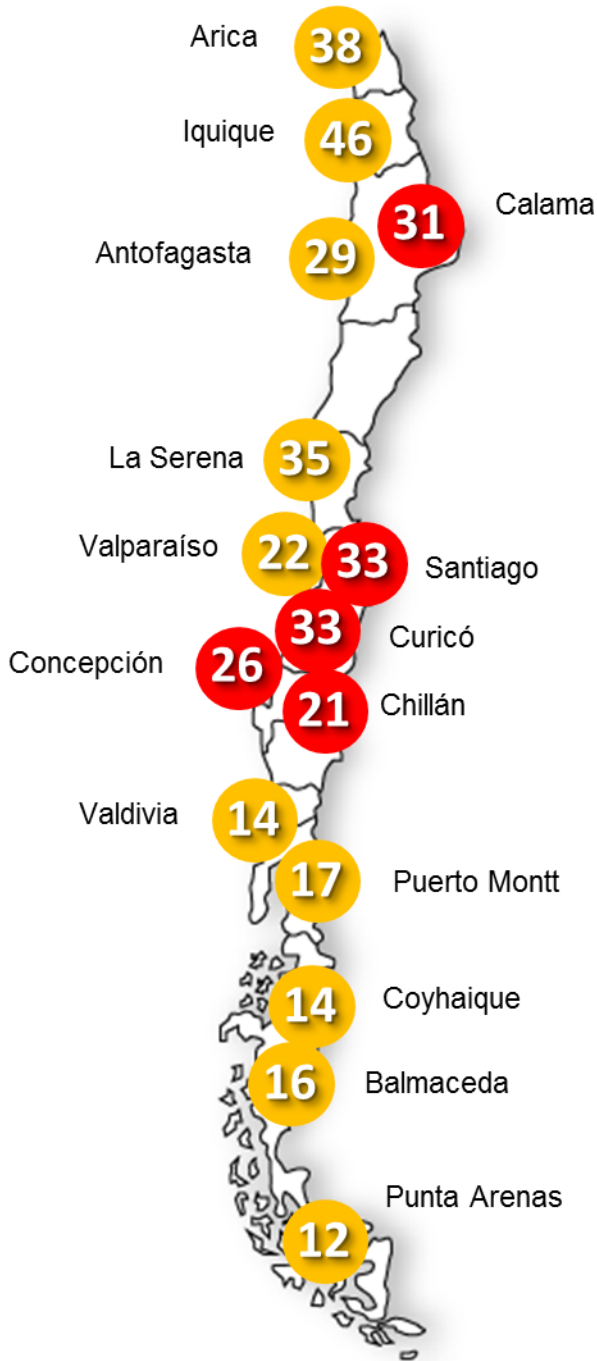 Arica
38
Iquique
46
Calama
31
Antofagasta
29
La Serena
35
Valparaíso
22
33
Santiago
33
Curicó
Concepción
26
21
Chillán
Valdivia
14
17
Puerto Montt
14
Coyhaique
16
Balmaceda
Punta Arenas
12